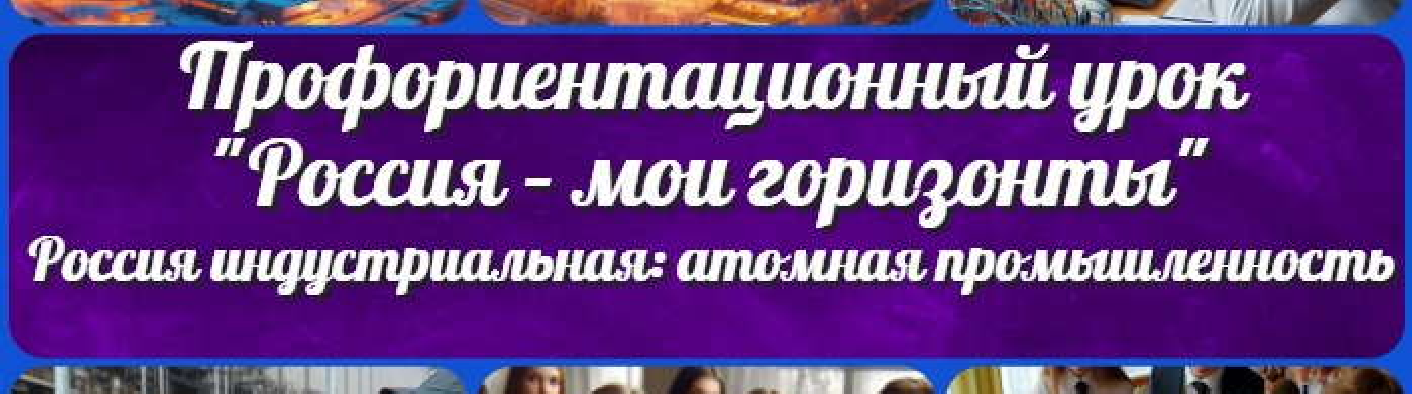 Профориентационный урок
"Россия – мои горизонты"
Россия индустриальная: атомная промышленность